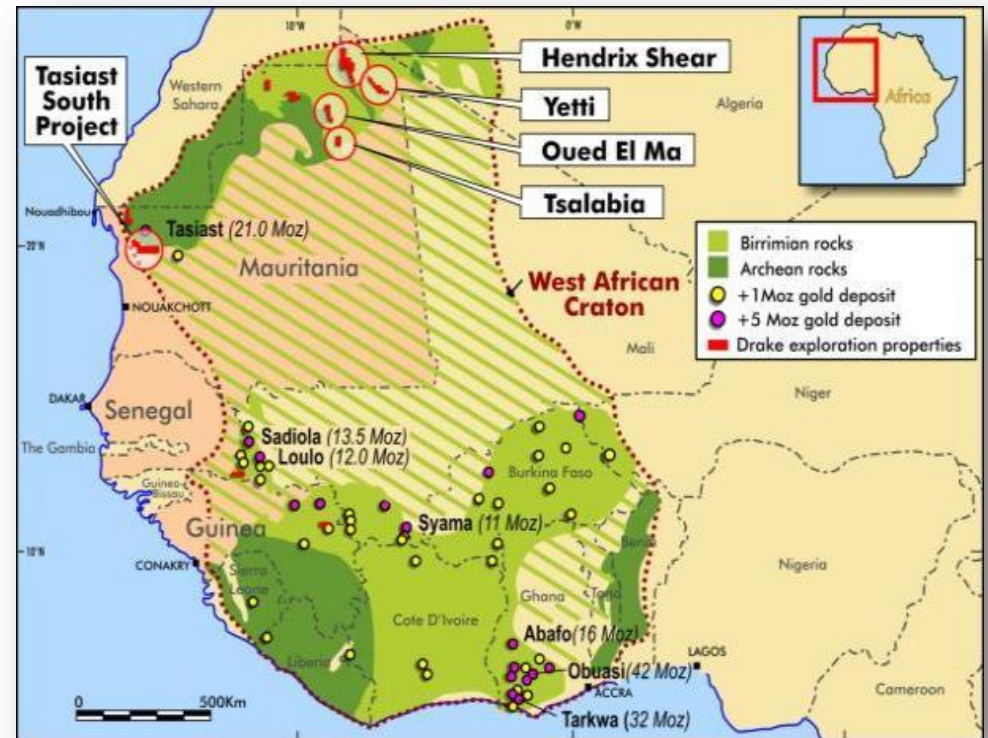 10°W
0°W
Hendrix Shear
Tasiast
South
Project
Western
Sahara
Yetti
Algeria
Africa
Oued El Ma
Tsalabia
Nouadhibou
Tasiast (21.0 Moz)
20°N
Mauritania
Birrimian rocks
Archean rocks
+1Moz gold deposit
+5 Moz gold deposit
Drake exploration properties
West African
Craton
NOUAKCHOTT
Mali
DAKAR
Senegal
Niger
The Gambia
Sadiola (13.5 Moz)
Loulo (12.0 Moz)
Burkina Faso
Guinea
Bissau
Guinea
Syama (11 Moz)
10°N
CONAKRY
Sierra
Leone
Benin
Nigeria
Ghana
Togo
Cote D'Ivoire
Abafo(16 Moz)
Liberia
LAGOS
Obuasi(42 Moz)
ACCRA
Cameroon
0
500Km
Tarkwa (32 Moz)